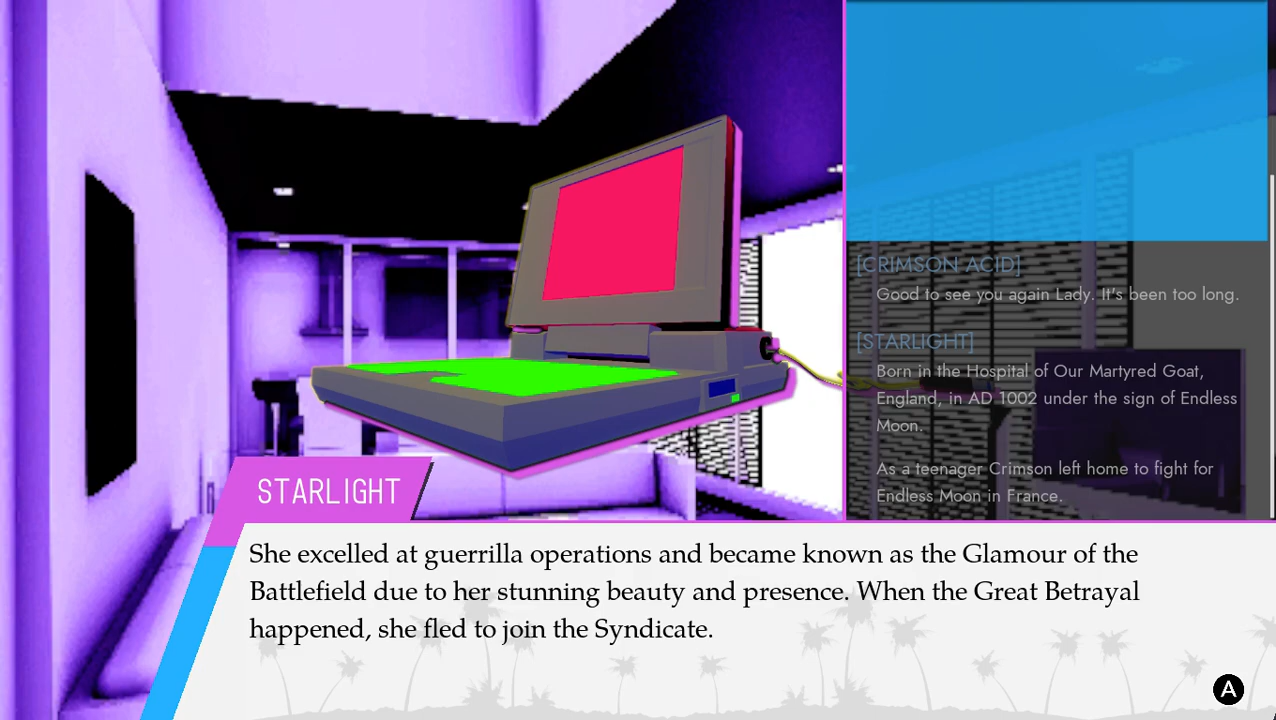 [CRIMSON ACID]
Good to see you again Lady. It's been too long.
[STARLIGHT]
Born in the Hospital of Our Martyred Goat,
England, in AD 1002 under the sign of Endless
Moon.
As a teenager Crimson left home to fight for
Endless Moon in France.
STARLIGHT
She excelled at guerrilla operations and became known as the Glamour of the
Battlefield due to her stunning beauty and presence. When the Great Betrayal
happened, she fled to join the Syndicate.
A